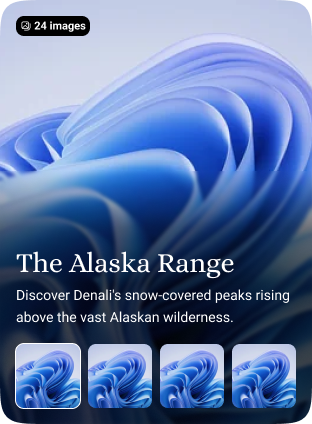 24 images
The Alaska Range
Discover Denali's snow-covered peaks rising
above the vast Alaskan wilderness.